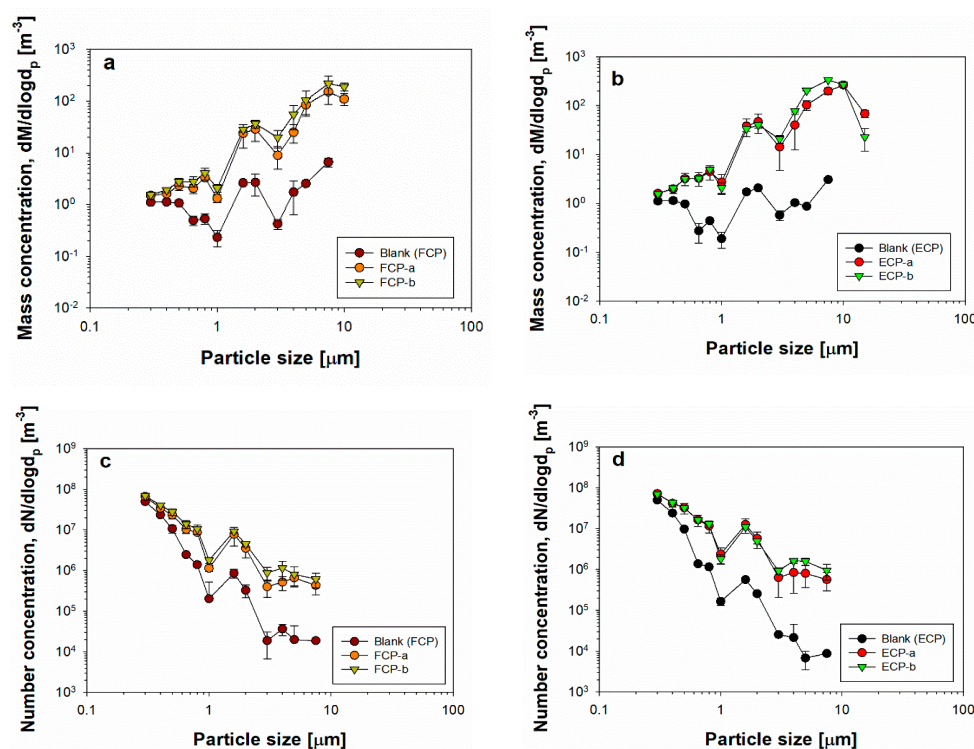 a
Mass concentration, dM/dlogdp [m-3]
10³
10²
10¹
10⁰
10⁻¹
10⁻²
0.1
1
10
100
Particle size [μm]
Blank (FCP)
FCP-a
FCP-b
b
Mass concentration, dM/dlogdp [m-3]
10³
10²
10¹
10⁰
10⁻¹
10⁻²
0.1
1
10
100
Particle size [μm]
Blank (ECP)
ECP-a
ECP-b
c
Number concentration, dN/dlogdp [m-3]
10⁹
10⁸
10⁷
10⁶
10⁵
10⁴
10³
0.1
1
10
100
Particle size [μm]
Blank (FCP)
FCP-a
FCP-b
d
Number concentration, dN/dlogdp [m-3]
10⁹
10⁸
10⁷
10⁶
10⁵
10⁴
10³
0.1
1
10
100
Particle size [μm]
Blank (ECP)
ECP-a
ECP-b